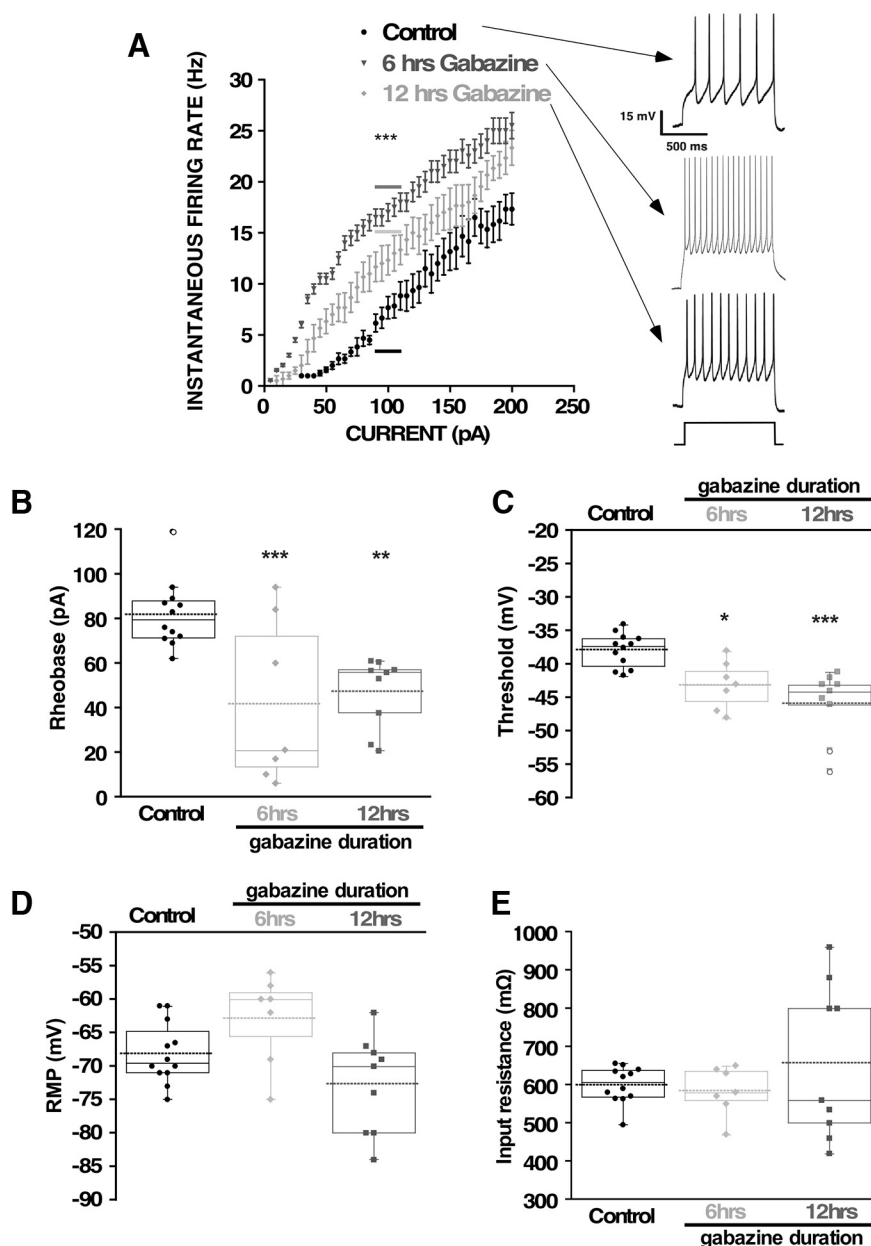 A
Control
6 hrs Gabazine
12 hrs Gabazine
INSTANTANEOUS FIRING RATE (Hz)
30
25
20
15
10
5
0
***
50
100
150
200
250
CURRENT (pA)
15 mV
500 ms
B
Rheobase (pA)
120
100
80
60
40
20
0
***
**
Control
6hrs
12hrs
gabazine duration
C
gabazine duration
Control
6hrs
12hrs
Threshold (mV)
-20
-25
-30
-35
-40
-45
-50
-55
-60
*
***
D
gabazine duration
Control
6hrs
12hrs
RMP (mV)
-50
-55
-60
-65
-70
-75
-80
-85
-90
E
Input resistance (mΩ)
1000
900
800
700
600
500
400
300
Control
6hrs
12hrs
gabazine duration